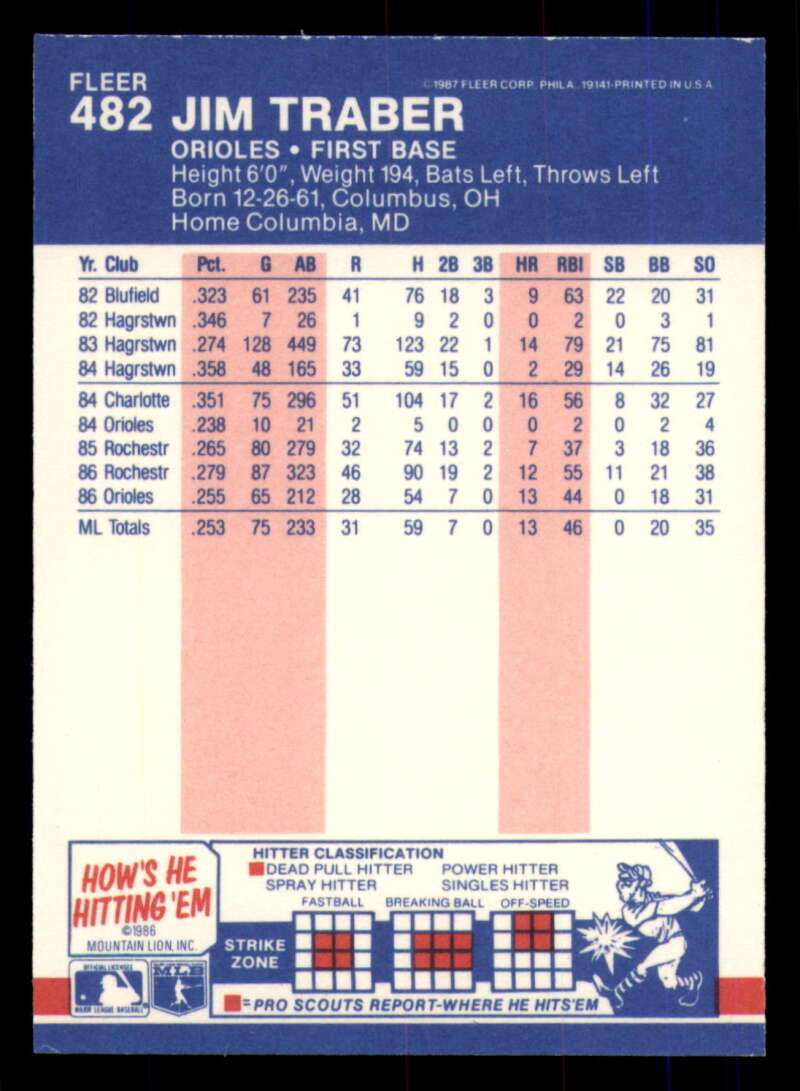 FLEER
©1987 FLEER CORP. PHILA. 19141-PRINTED IN U.S.A.
482 JIM TRABER
ORIOLES • FIRST BASE
Height 6'0", Weight 194, Bats Left, Throws Left
Born 12-26-61, Columbus, OH
Home Columbia, MD
Yr. Club Pct. G AB R H 2B 3B HR RBI SB BB SO
82 Blufield .323 61 235 41 76 18 3 9 63 22 20 31
82 Hagrstwn .346 7 26 1 9 2 0 0 2 0 3 1
83 Hagrstwn .274 128 449 73 123 22 1 14 79 21 75 81
84 Hagrstwn .358 48 165 33 59 15 0 2 29 14 26 19
84 Charlotte .351 75 296 51 104 17 2 16 56 8 32 27
84 Orioles .238 10 21 2 5 0 0 0 2 0 2 4
85 Rochestr .265 80 279 32 74 13 2 7 37 3 18 36
86 Rochestr .279 87 323 46 90 19 2 12 55 11 21 38
86 Orioles .255 65 212 28 54 7 0 13 44 0 18 31
ML Totals .253 75 233 31 59 7 0 13 46 0 20 35
HOW'S HE
HITTING 'EM
©1986
MOUNTAIN LION, INC.
HITTER CLASSIFICATION
DEAD PULL HITTER POWER HITTER
SPRAY HITTER SINGLES HITTER
FASTBALL BREAKING BALL OFF-SPEED
STRIKE
ZONE
=PRO SCOUTS REPORT-WHERE HE HITS'EM
OFFICIAL LICENSEE
MAJOR LEAGUE BASEBALL
MLB